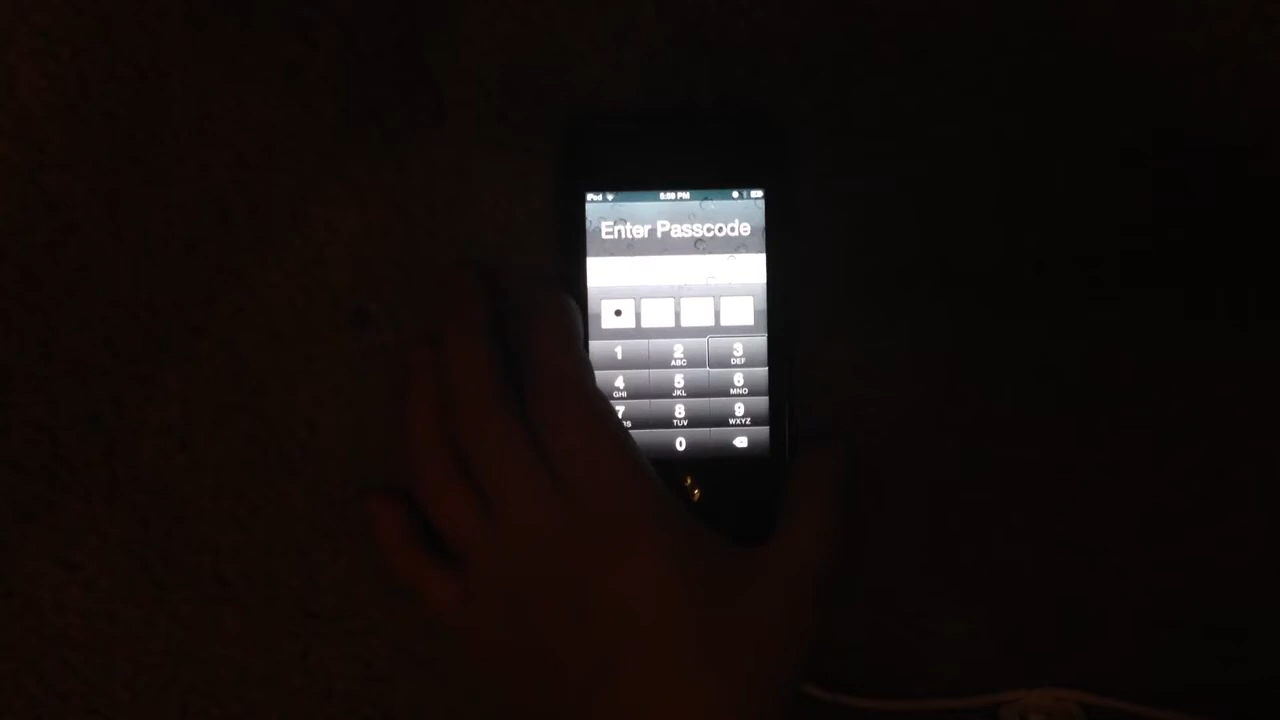 iPod
Enter Passcode
1 2 3
ABC DEF
4 5 6
GHI JKL MNO
7 8 9
TUV WXYZ
0